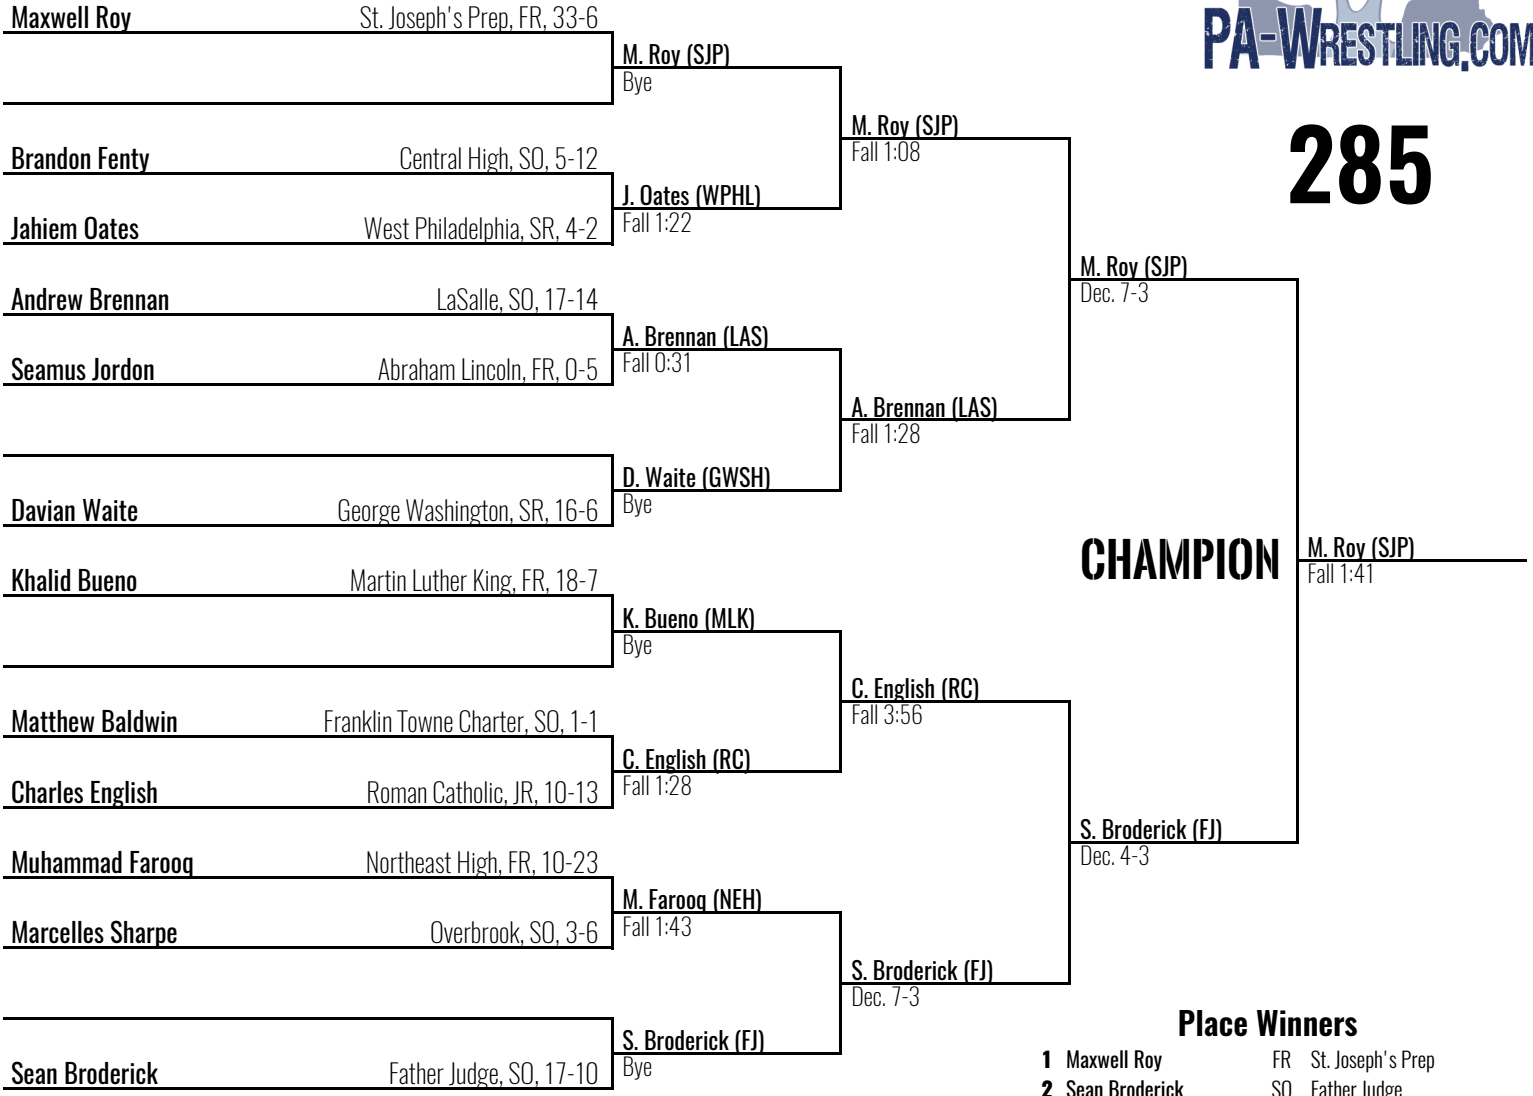 Maxwell Roy St. Joseph's Prep, FR, 33-6
PA-WRESTLING.COM
M. Roy (SJP)
Bye
285
M. Roy (SJP)
Fall 1:08
Brandon Fenty Central High, SO, 5-12
J. Oates (WPHL)
Fall 1:22
Jahiem Oates West Philadelphia, SR, 4-2
M. Roy (SJP)
Dec. 7-3
Andrew Brennan LaSalle, SO, 17-14
A. Brennan (LAS)
Fall 0:31
Seamus Jordon Abraham Lincoln, FR, 0-5
A. Brennan (LAS)
Fall 1:28
D. Waite (GWSH)
Bye
Davian Waite George Washington, SR, 16-6
CHAMPION
M. Roy (SJP)
Fall 1:41
Khalid Bueno Martin Luther King, FR, 18-7
K. Bueno (MLK)
Bye
C. English (RC)
Fall 3:56
Matthew Baldwin Franklin Towne Charter, SO, 1-1
C. English (RC)
Fall 1:28
Charles English Roman Catholic, JR, 10-13
S. Broderick (FJ)
Dec. 4-3
Muhammad Farooq Northeast High, FR, 10-23
M. Farooq (NEH)
Fall 1:43
Marcelles Sharpe Overbrook, SO, 3-6
S. Broderick (FJ)
Dec. 7-3
S. Broderick (FJ)
Bye
Sean Broderick Father Judge, SO, 17-10
Place Winners
1 Maxwell Roy FR St. Joseph's Prep
2 Sean Broderick SO Father Judge